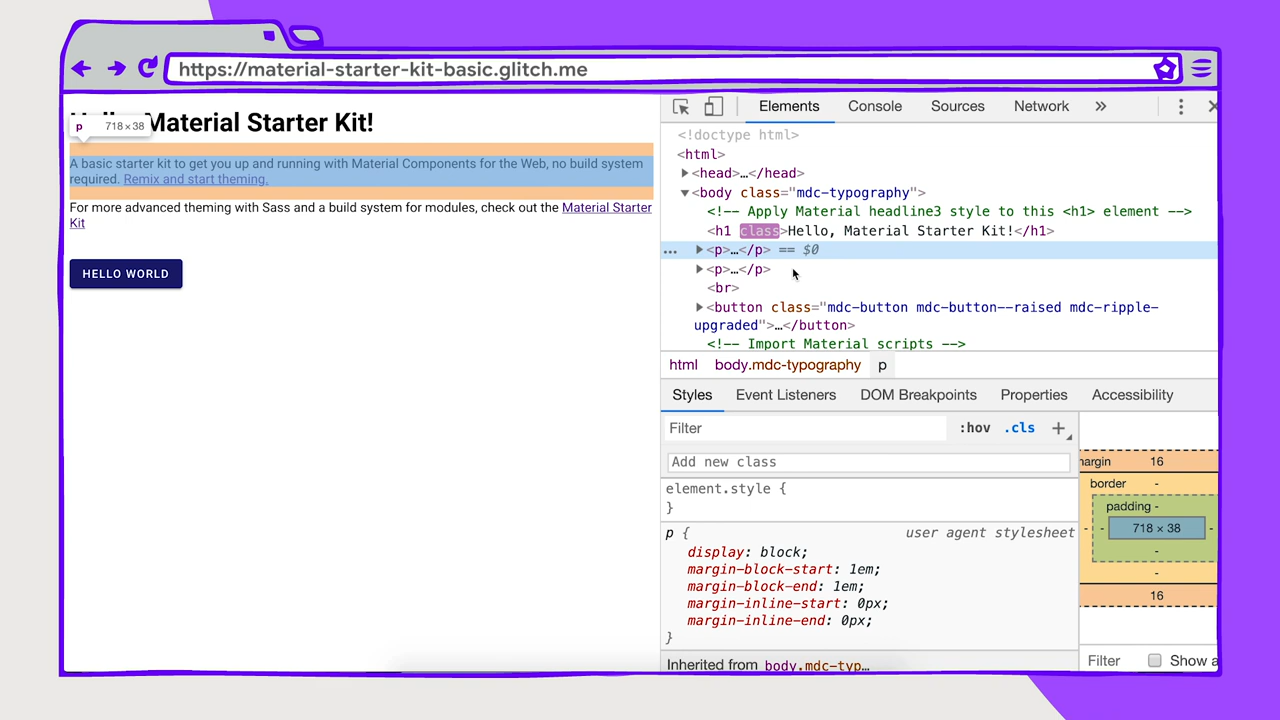 https://material-starter-kit-basic.glitch.me
Material Starter Kit!
p 718 × 38
A basic starter kit to get you up and running with Material Components for the Web, no build system
required. Remix and start theming.
For more advanced theming with Sass and a build system for modules, check out the Material Starter
Kit
HELLO WORLD
Elements Console Sources Network »
<!doctype html>
<html>
▶<head>…</head>
▼<body class="mdc-typography">
<!-- Apply Material headline3 style to this <h1> element -->
<h1 class>Hello, Material Starter Kit!</h1>
… ▶<p>…</p> == $0
▶<p>…</p>
<br>
▶<button class="mdc-button mdc-button--raised mdc-ripple-
upgraded">…</button>
<!-- Import Material scripts -->
html body.mdc-typography p
Styles Event Listeners DOM Breakpoints Properties Accessibility
Filter :hov .cls +
Add new class
element.style {
}
p { user agent stylesheet
display: block;
margin-block-start: 1em;
margin-block-end: 1em;
margin-inline-start: 0px;
margin-inline-end: 0px;
}
Inherited from body.mdc-typ…
margin 16
border -
padding -
- - 718 × 38 -
-
-
16
Filter Show a